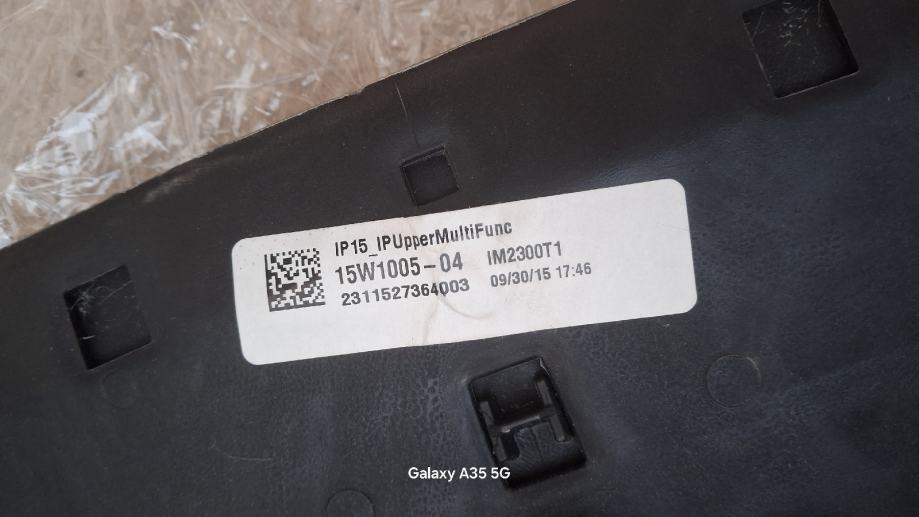 IP15_IPUpperMultiFunc
15W1005-04 IM2300T1
2311527364003 09/30/15 17:46
Galaxy A35 5G